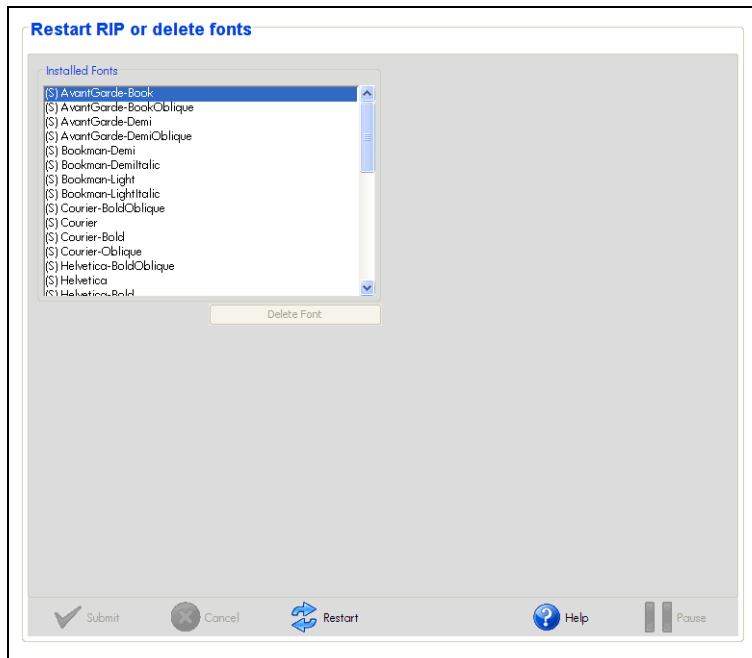 Restart RIP or delete fonts
Installed Fonts
(S) AvantGarde-Book
(S) AvantGarde-BookOblique
(S) AvantGarde-Demi
(S) AvantGarde-DemiOblique
(S) Bookman-Demi
(S) Bookman-DemiItalic
(S) Bookman-Light
(S) Bookman-LightItalic
(S) Courier-BoldOblique
(S) Courier
(S) Courier-Bold
(S) Courier-Oblique
(S) Helvetica-BoldOblique
(S) Helvetica
(S) Helvetica-Bold
Delete Font
Submit Cancel Restart Help Pause